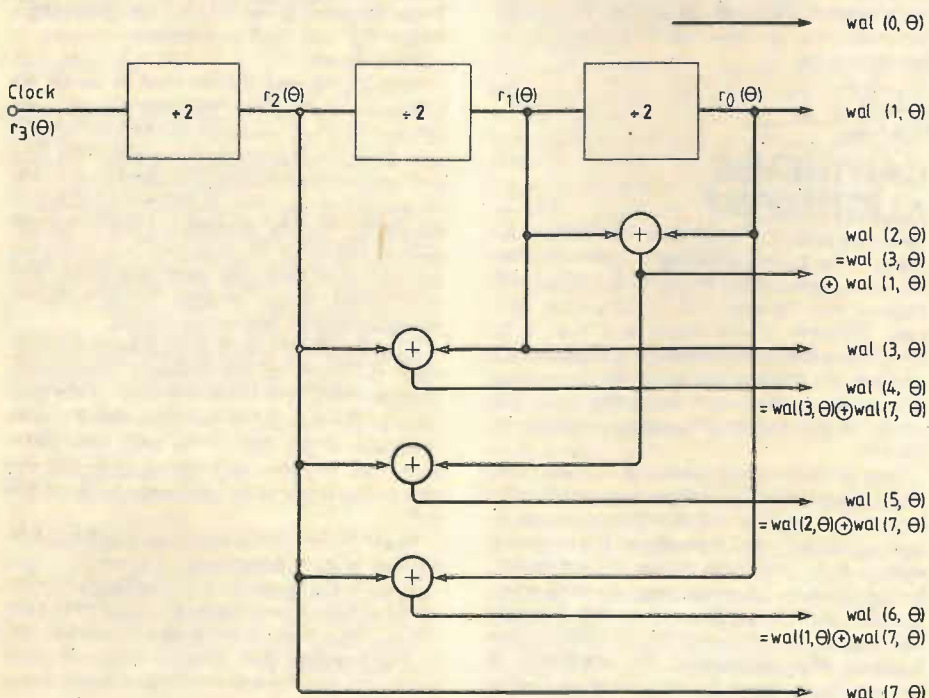 wal (0, Θ)
Clock
r₃(Θ)
÷2
r₂(Θ)
÷2
r₁(Θ)
÷2
r₀(Θ)
wal (1, Θ)
+
wal (2, Θ)
=wal (3, Θ)
⊕ wal (1, Θ)
+
wal (3, Θ)
wal (4, Θ)
=wal(3,Θ)⊕wal(7, Θ)
+
wal (5, Θ)
=wal(2,Θ)⊕wal(7, Θ)
+
wal (6, Θ)
=wal(1,Θ)⊕wal(7, Θ)
wal (7, Θ)